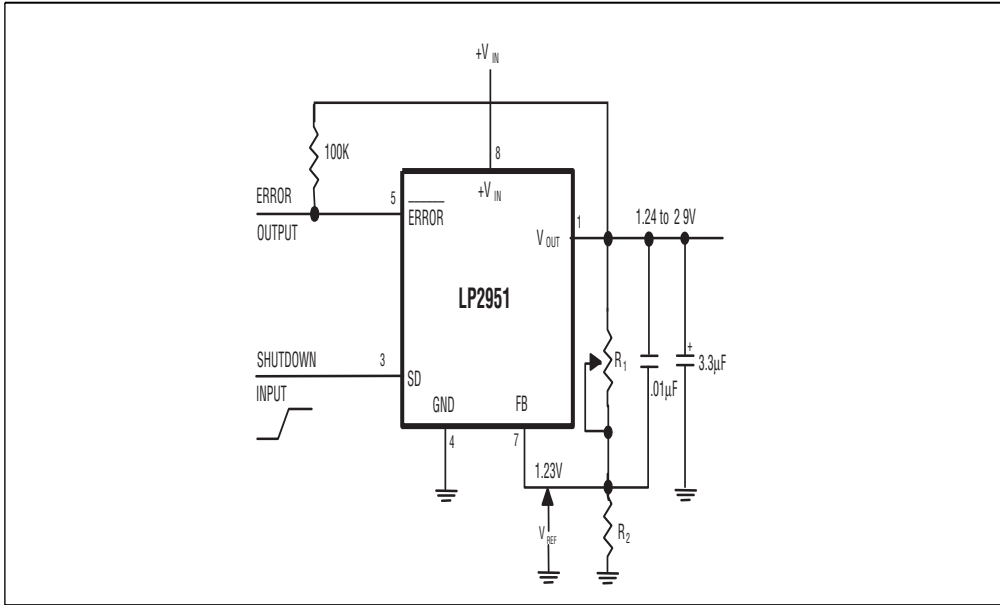 +V IN
100K
8
+V IN
ERROR
5
ERROR
OUTPUT
1
1.24 to 2 9V
V OUT
LP2951
SHUTDOWN
3
SD
INPUT
R1
+
3.3µF
.01µF
GND
FB
4
7
1.23V
V REF
R2